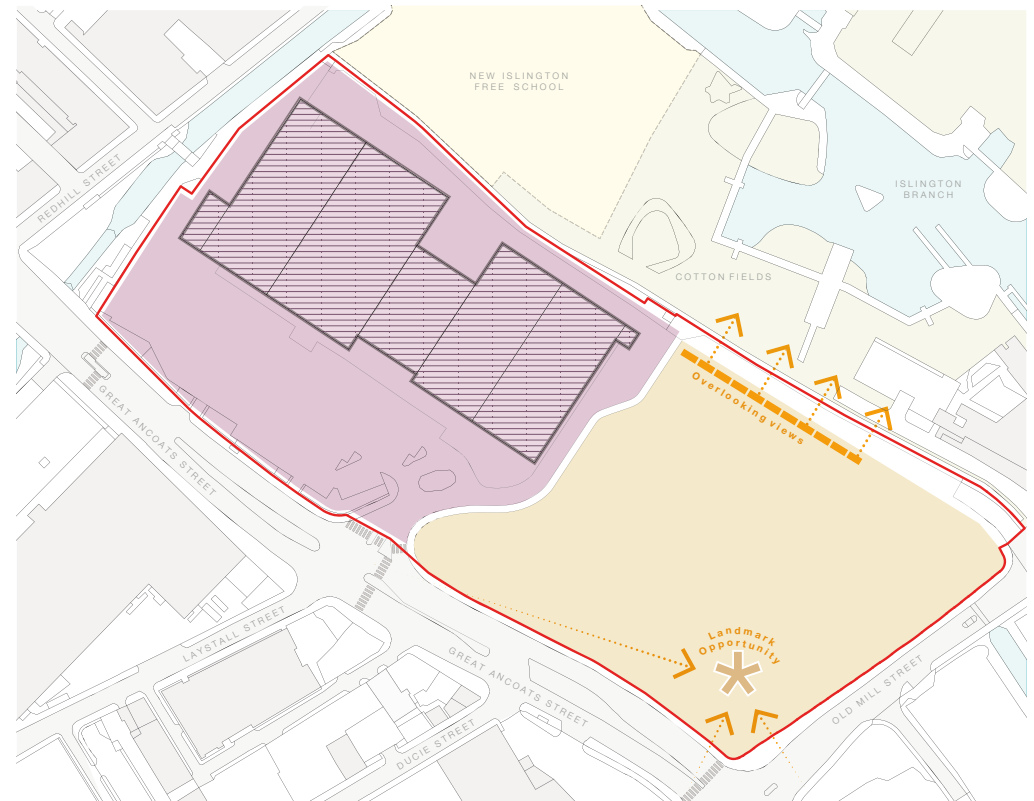 NEW ISLINGTON
FREE SCHOOL
REDHILL STREET
ISLINGTON
BRANCH
COTTON FIELDS
Overlooking views
GREAT ANCOATS STREET
Landmark
Opportunity
LAYSTALL STREET
GREAT ANCOATS STREET
OLD MILL STREET
DUCIE STREET